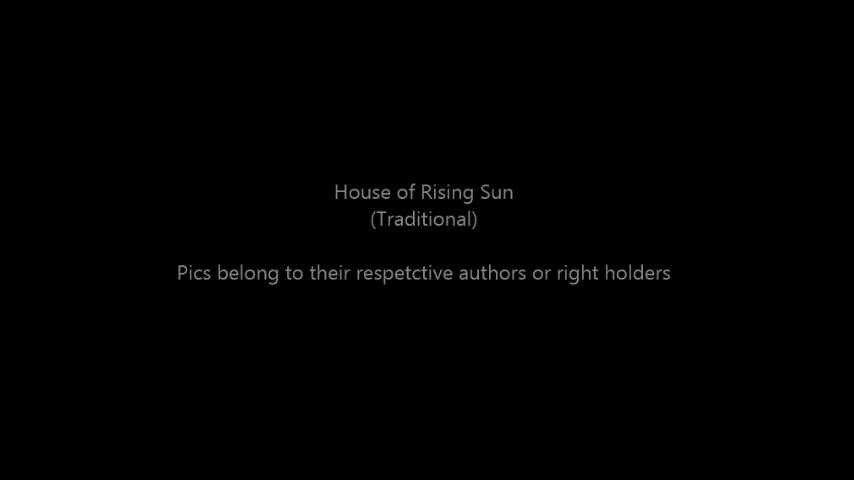 House of Rising Sun
(Traditional)
Pics belong to their respetctive authors or right holders